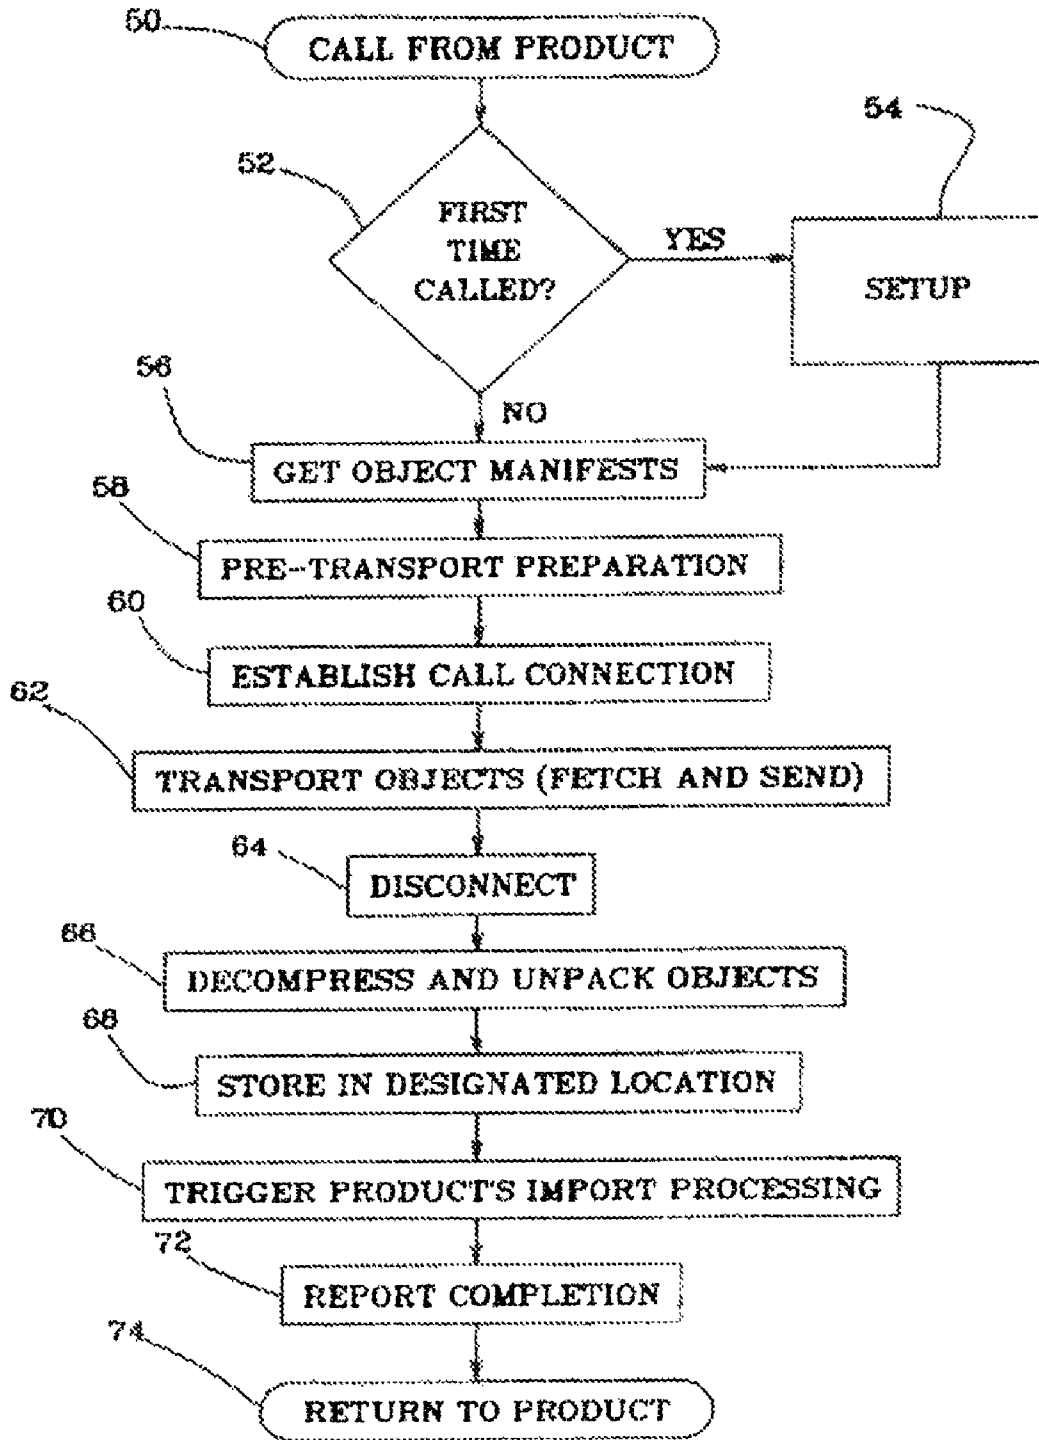 50
CALL FROM PRODUCT
54
52
FIRST
TIME
CALLED?
YES
SETUP
56
NO
GET OBJECT MANIFESTS
58
PRE-TRANSPORT PREPARATION
60
ESTABLISH CALL CONNECTION
62
TRANSPORT OBJECTS (FETCH AND SEND)
64
DISCONNECT
66
DECOMPRESS AND UNPACK OBJECTS
68
STORE IN DESIGNATED LOCATION
70
TRIGGER PRODUCT'S IMPORT PROCESSING
72
REPORT COMPLETION
74
RETURN TO PRODUCT